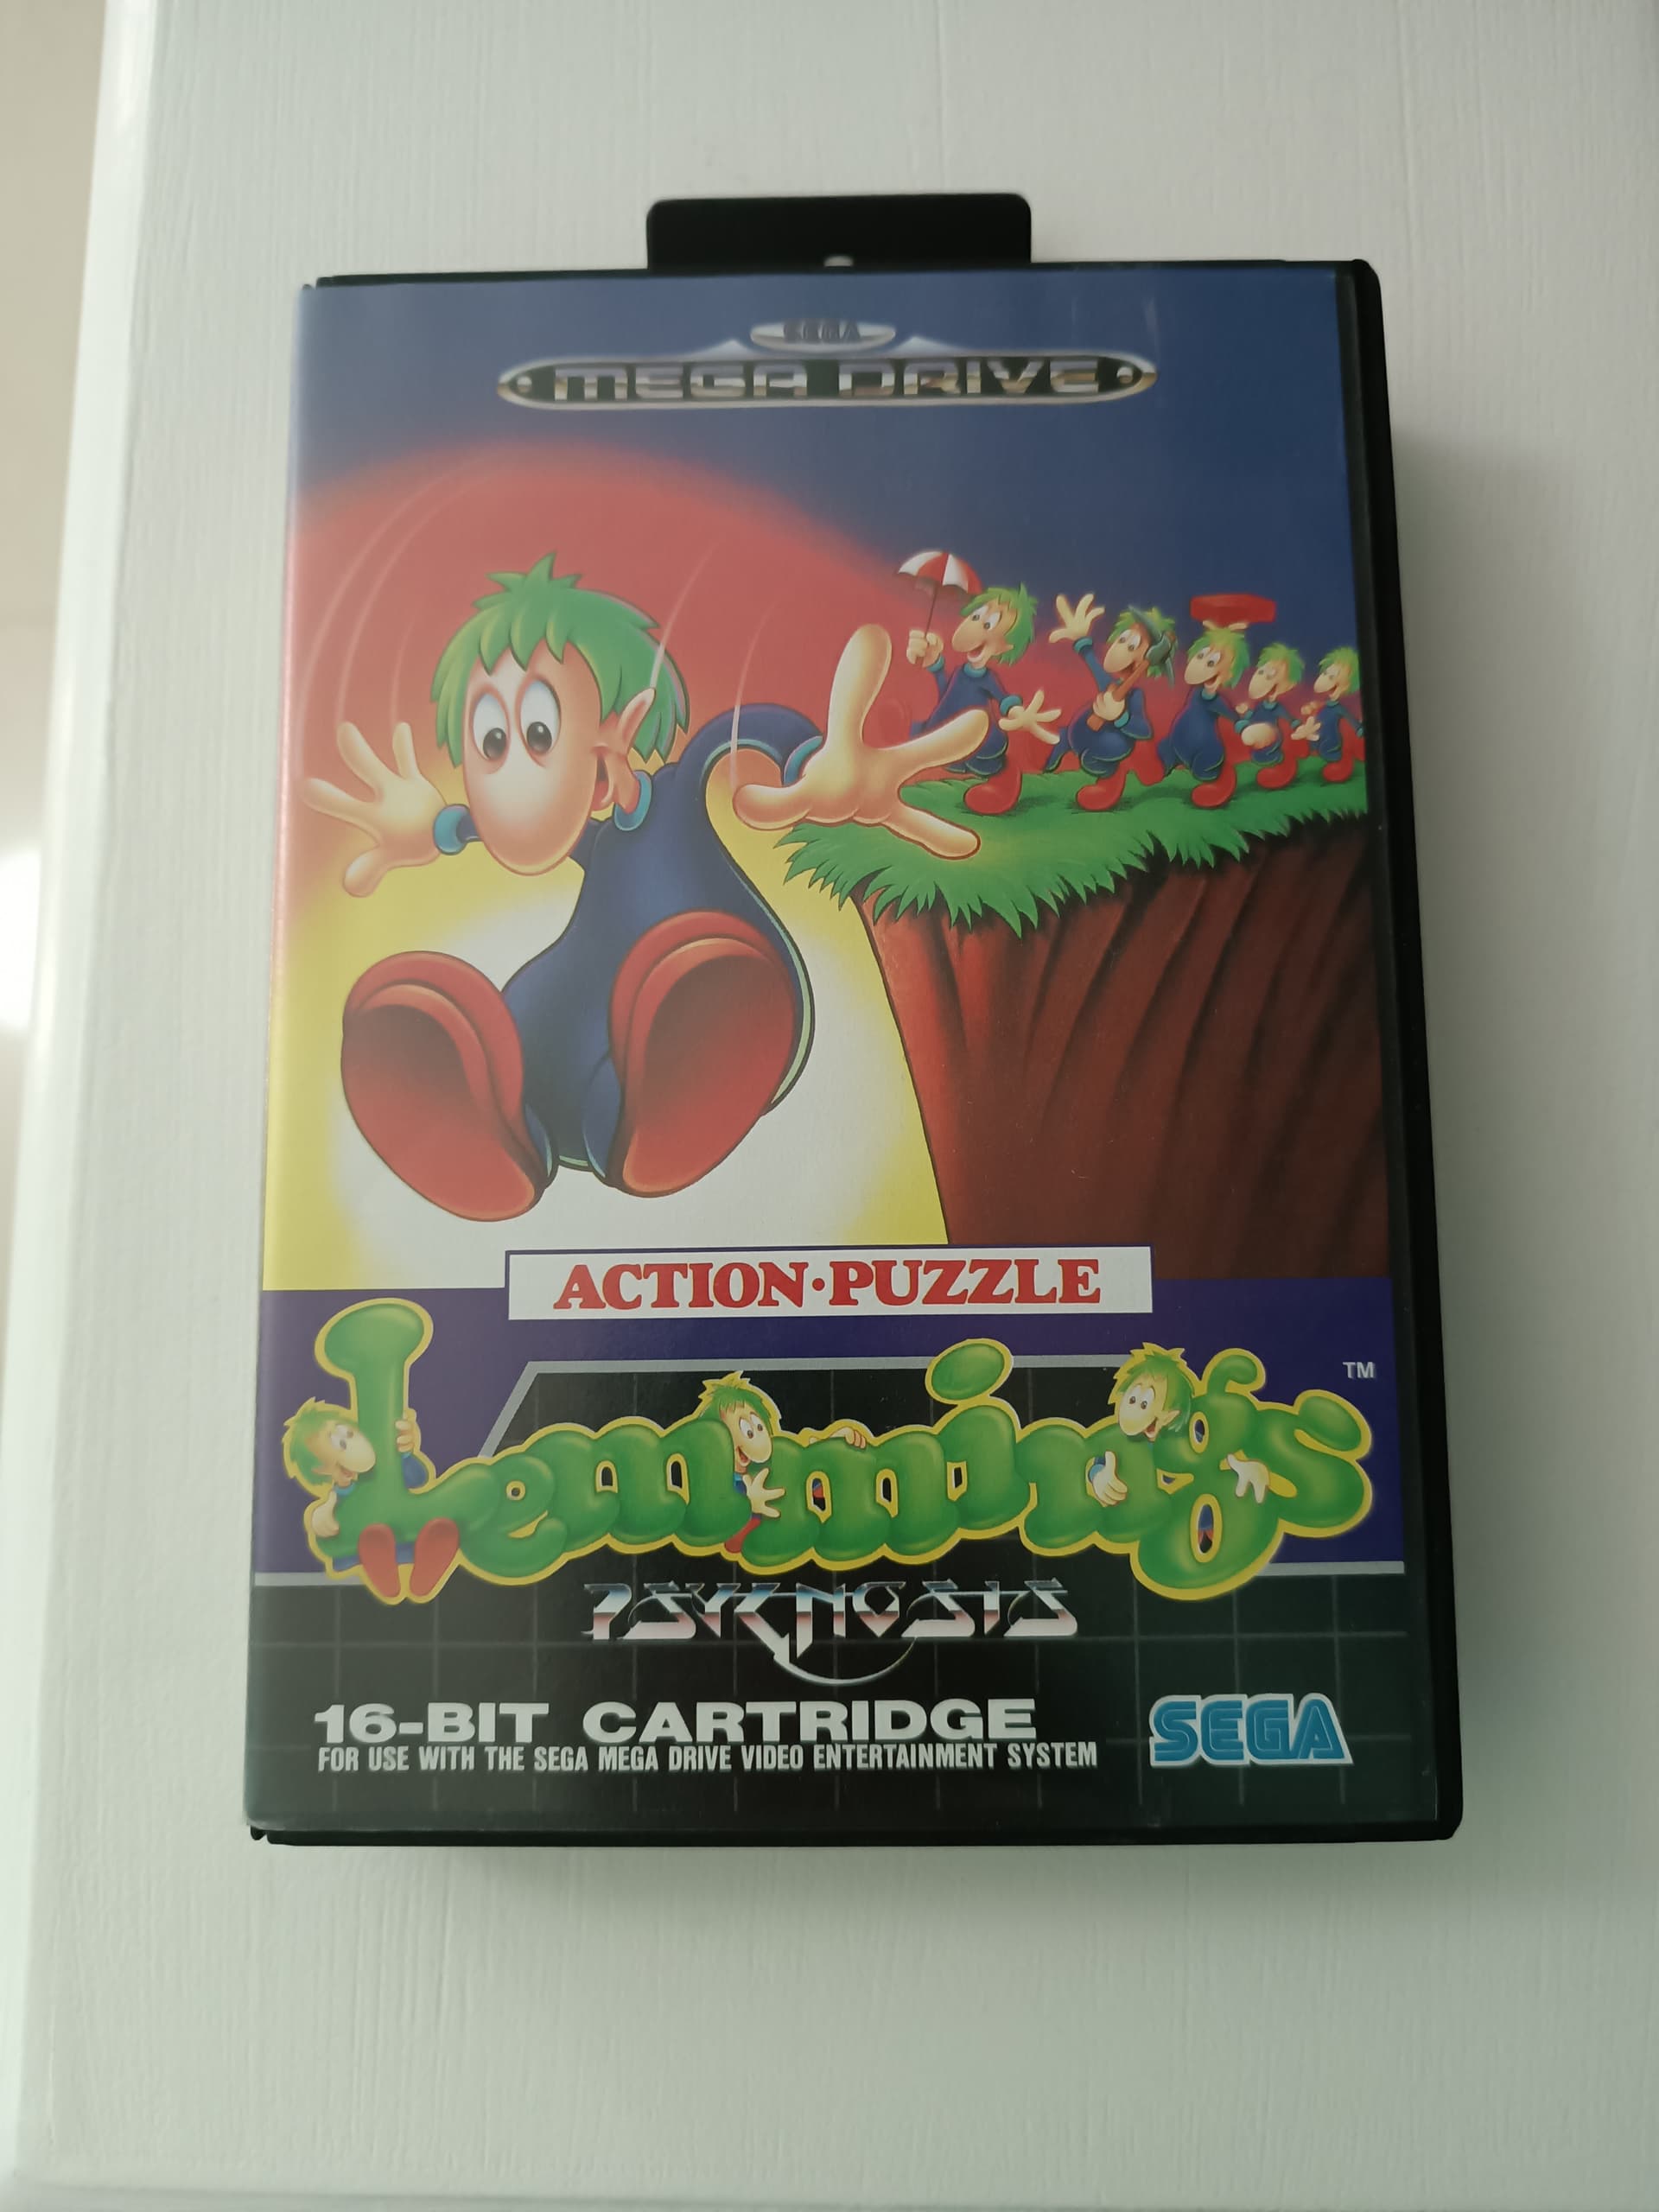 SEGA
MEGA DRIVE
ACTION·PUZZLE
Lemmings TM
PSYGNOSIS
16-BIT CARTRIDGE
FOR USE WITH THE SEGA MEGA DRIVE VIDEO ENTERTAINMENT SYSTEM
SEGA